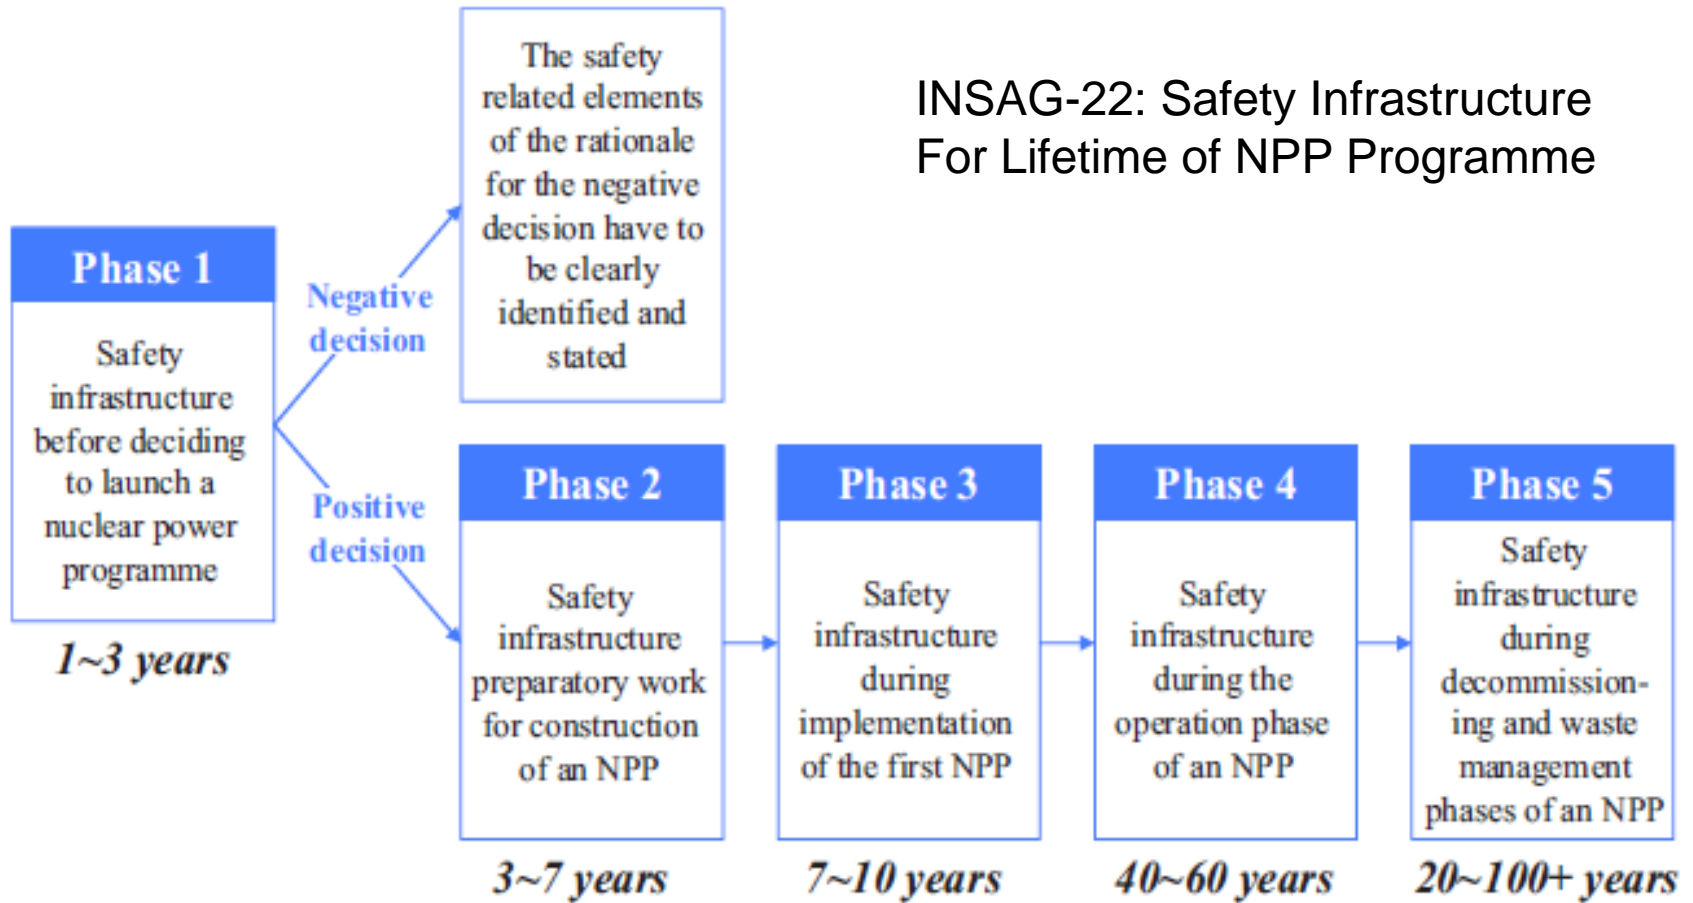 INSAG-22: Safety Infrastructure
For Lifetime of NPP Programme
Phase 1
Safety
infrastructure
before deciding
to launch a
nuclear power
programme
1~3 years
Negative
decision
The safety
related elements
of the rationale
for the negative
decision have to
be clearly
identified and
stated
Positive
decision
Phase 2
Safety
infrastructure
preparatory work
for construction
of an NPP
3~7 years
Phase 3
Safety
infrastructure
during
implementation
of the first NPP
7~10 years
Phase 4
Safety
infrastructure
during the
operation phase
of an NPP
40~60 years
Phase 5
Safety
infrastructure
during
decommission-
ing and waste
management
phases of an NPP
20~100+ years